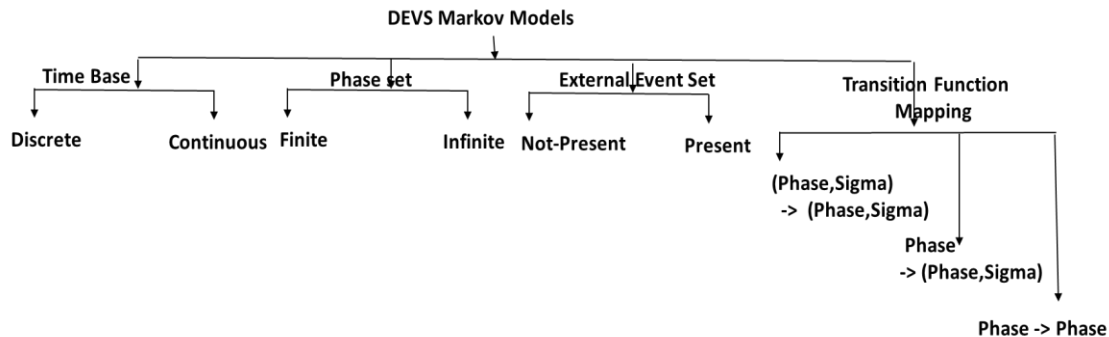 DEVS Markov Models
Time Base
Phase set
External Event Set
Transition Function
Mapping
Discrete
Continuous
Finite
Infinite
Not-Present
Present
(Phase,Sigma)
-> (Phase,Sigma)
Phase
-> (Phase,Sigma)
Phase -> Phase